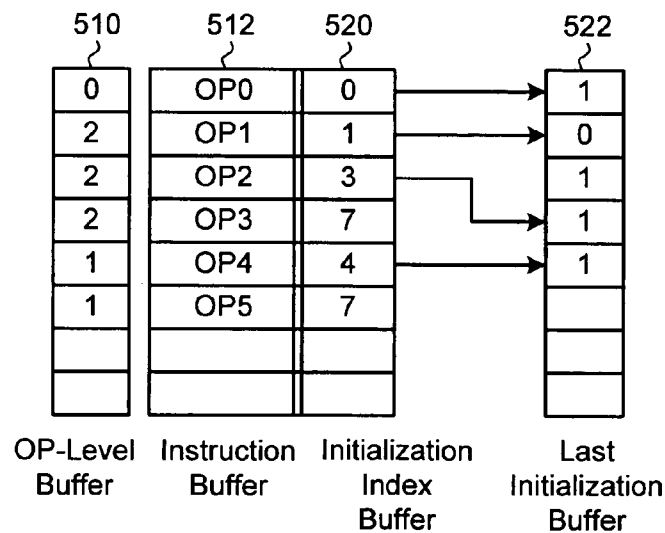 510 512 520 522
0 OP0 0 1
2 OP1 1 0
2 OP2 3 1
2 OP3 7 1
1 OP4 4 1
1 OP5 7
OP-Level Instruction Initialization Last
Buffer Buffer Index Initialization
Buffer Buffer